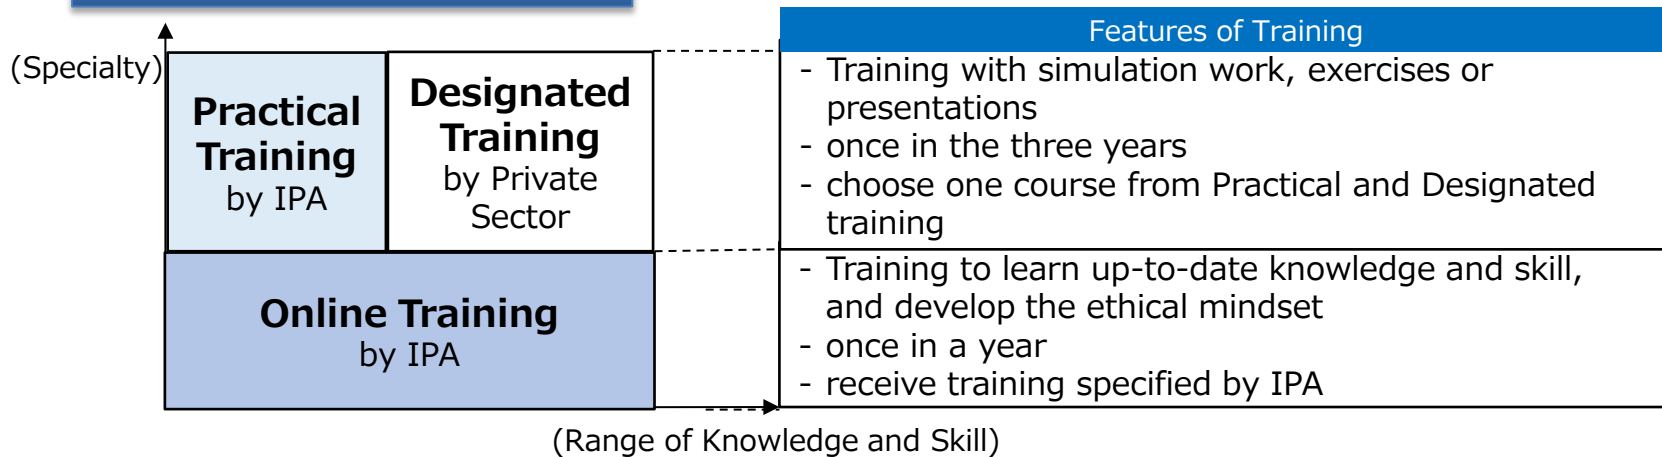 (Specialty)
Practical
Training
by IPA
Designated
Training
by Private
Sector
Online Training
by IPA
(Range of Knowledge and Skill)
Features of Training
- Training with simulation work, exercises or
presentations
- once in the three years
- choose one course from Practical and Designated
training
- Training to learn up-to-date knowledge and skill,
and develop the ethical mindset
- once in a year
- receive training specified by IPA